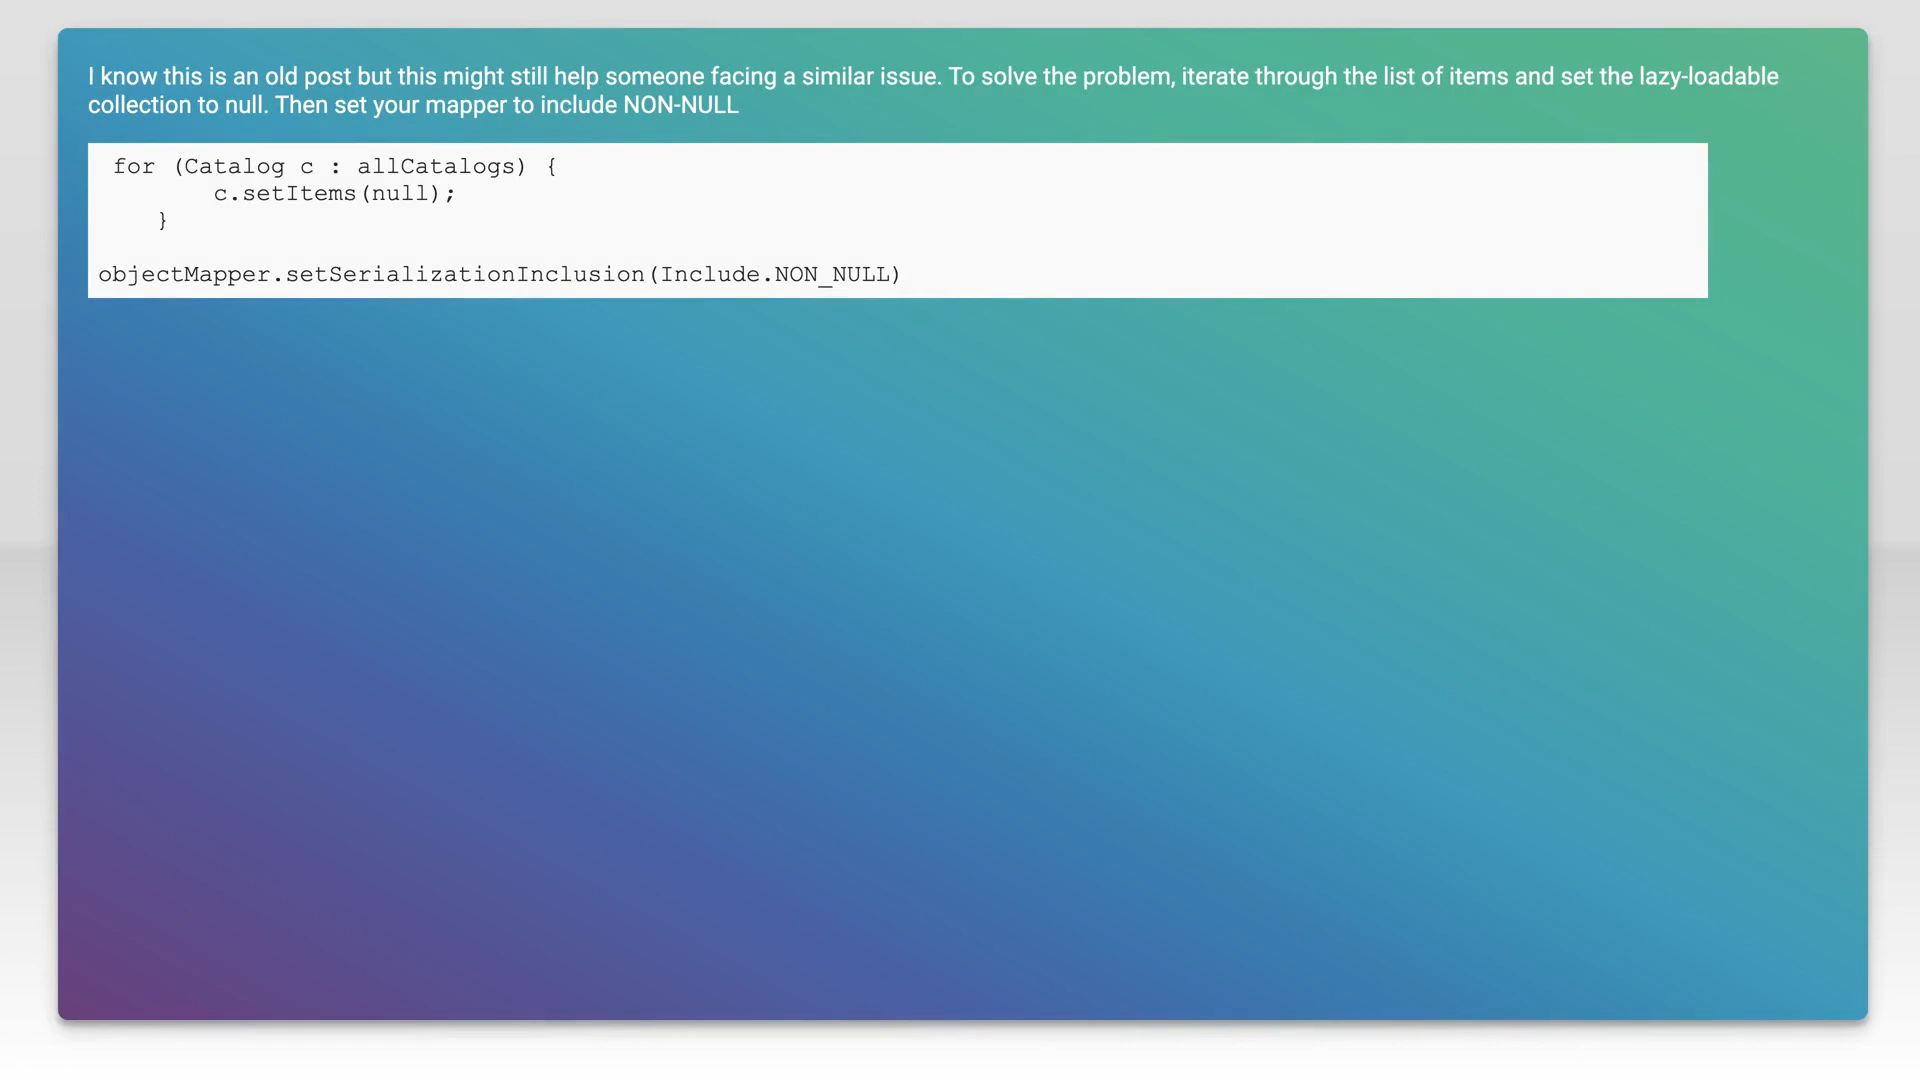 I know this is an old post but this might still help someone facing a similar issue. To solve the problem, iterate through the list of items and set the lazy-loadable
collection to null. Then set your mapper to include NON-NULL
for (Catalog c : allCatalogs) {
c.setItems(null);
}
objectMapper.setSerializationInclusion(Include.NON_NULL)